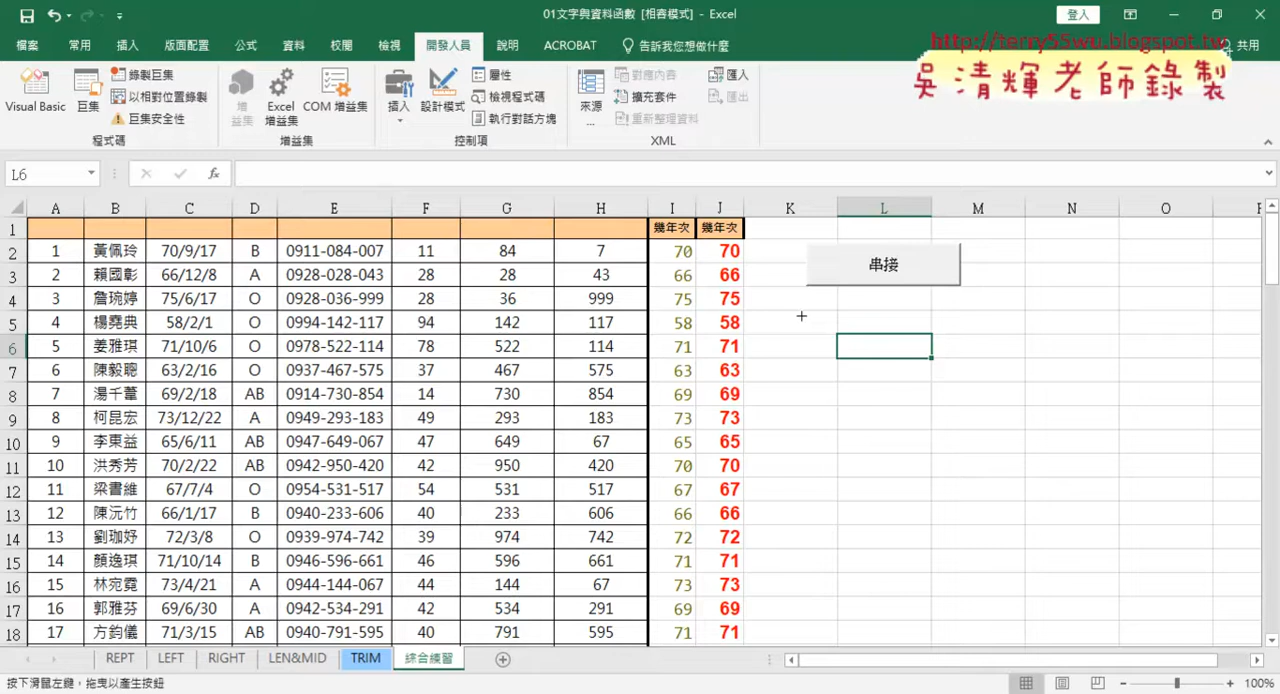 01文字與資料函數 [相容模式] - Excel
登入
檔案 常用 插入 版面配置 公式 資料 校閱 檢視 開發人員 說明 ACROBAT 告訴我您想做什麼 共用
http://terry55wu.blogspot.tw
吳清輝老師錄製
Visual Basic 巨集 錄製巨集 以相對位置錄製 巨集安全性 程式碼
增益集 Excel 增益集 COM 增益集 增益集
插入 設計模式 屬性 檢視程式碼 執行對話方塊 控制項
來源... 對應內容 擴充套件 重新整理資料 匯入 匯出 XML
L6 fx
A B C D E F G H I J K L M N O
1 幾年次 幾年次
2 1 黃佩玲 70/9/17 B 0911-084-007 11 84 7 70 70
串接
3 2 賴國彰 66/12/8 A 0928-028-043 28 28 43 66 66
4 3 詹琬婷 75/6/17 O 0928-036-999 28 36 999 75 75
5 4 楊堯典 58/2/1 O 0994-142-117 94 142 117 58 58
6 5 姜雅琪 71/10/6 O 0978-522-114 78 522 114 71 71
7 6 陳毅聰 63/2/16 O 0937-467-575 37 467 575 63 63
8 7 湯千葦 69/2/18 AB 0914-730-854 14 730 854 69 69
9 8 柯昆宏 73/12/22 A 0949-293-183 49 293 183 73 73
10 9 李東益 65/6/11 AB 0947-649-067 47 649 67 65 65
11 10 洪秀芳 70/2/22 AB 0942-950-420 42 950 420 70 70
12 11 梁書維 67/7/4 O 0954-531-517 54 531 517 67 67
13 12 陳沅竹 66/1/17 B 0940-233-606 40 233 606 66 66
14 13 劉珈妤 72/3/8 O 0939-974-742 39 974 742 72 72
15 14 顏逸琪 71/10/14 B 0946-596-661 46 596 661 71 71
16 15 林宛霓 73/4/21 A 0944-144-067 44 144 67 73 73
17 16 郭雅芬 69/6/30 A 0942-534-291 42 534 291 69 69
18 17 方鈞儀 71/3/15 AB 0940-791-595 40 791 595 71 71
REPT LEFT RIGHT LEN&MID TRIM 綜合練習
按下滑鼠左鍵，拖曳以產生按鈕 100%